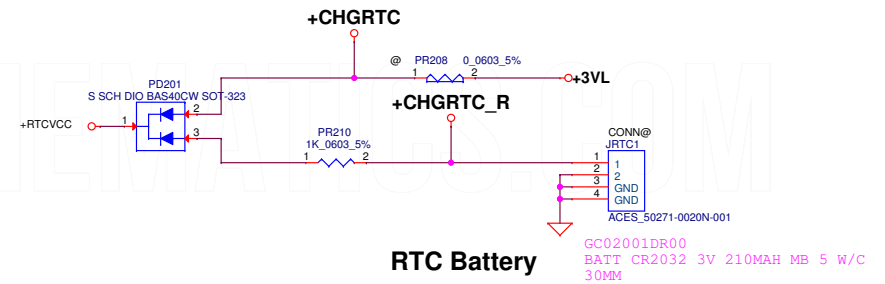 +CHGRTC
@ PR208 0_0603_5%
1 2
+3VL
PD201
S SCH DIO BAS40CW SOT-323
+CHGRTC_R
+RTCVCC
1
2
3
PR210
1K_0603_5%
1 2
CONN@
JRTC1
1 1
2 2
3 GND
4 GND
ACES_50271-0020N-001
RTC Battery
GC02001DR00
BATT CR2032 3V 210MAH MB 5 W/C
30MM